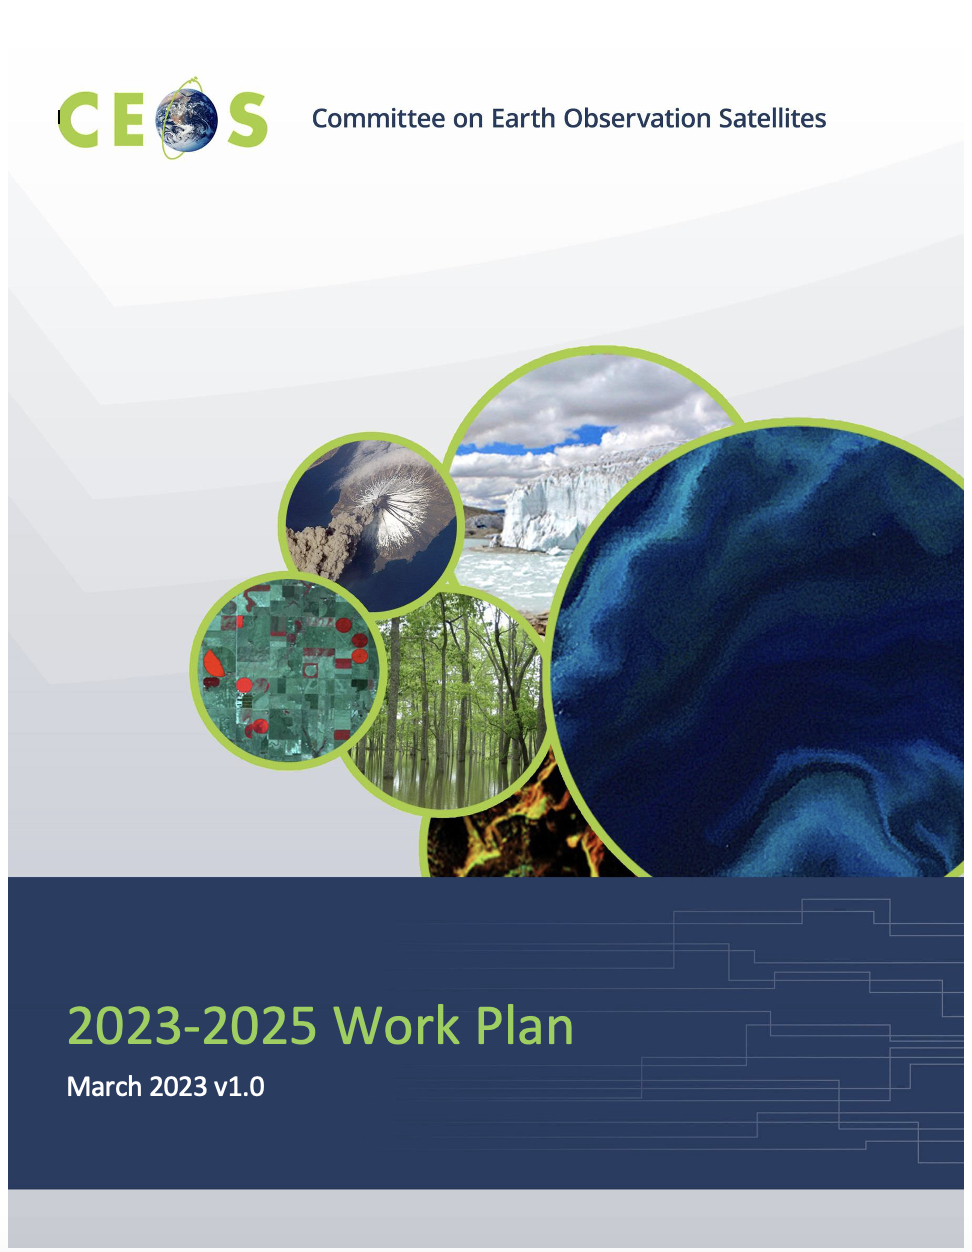 CEOS
Committee on Earth Observation Satellites
2023-2025 Work Plan
March 2023 v1.0